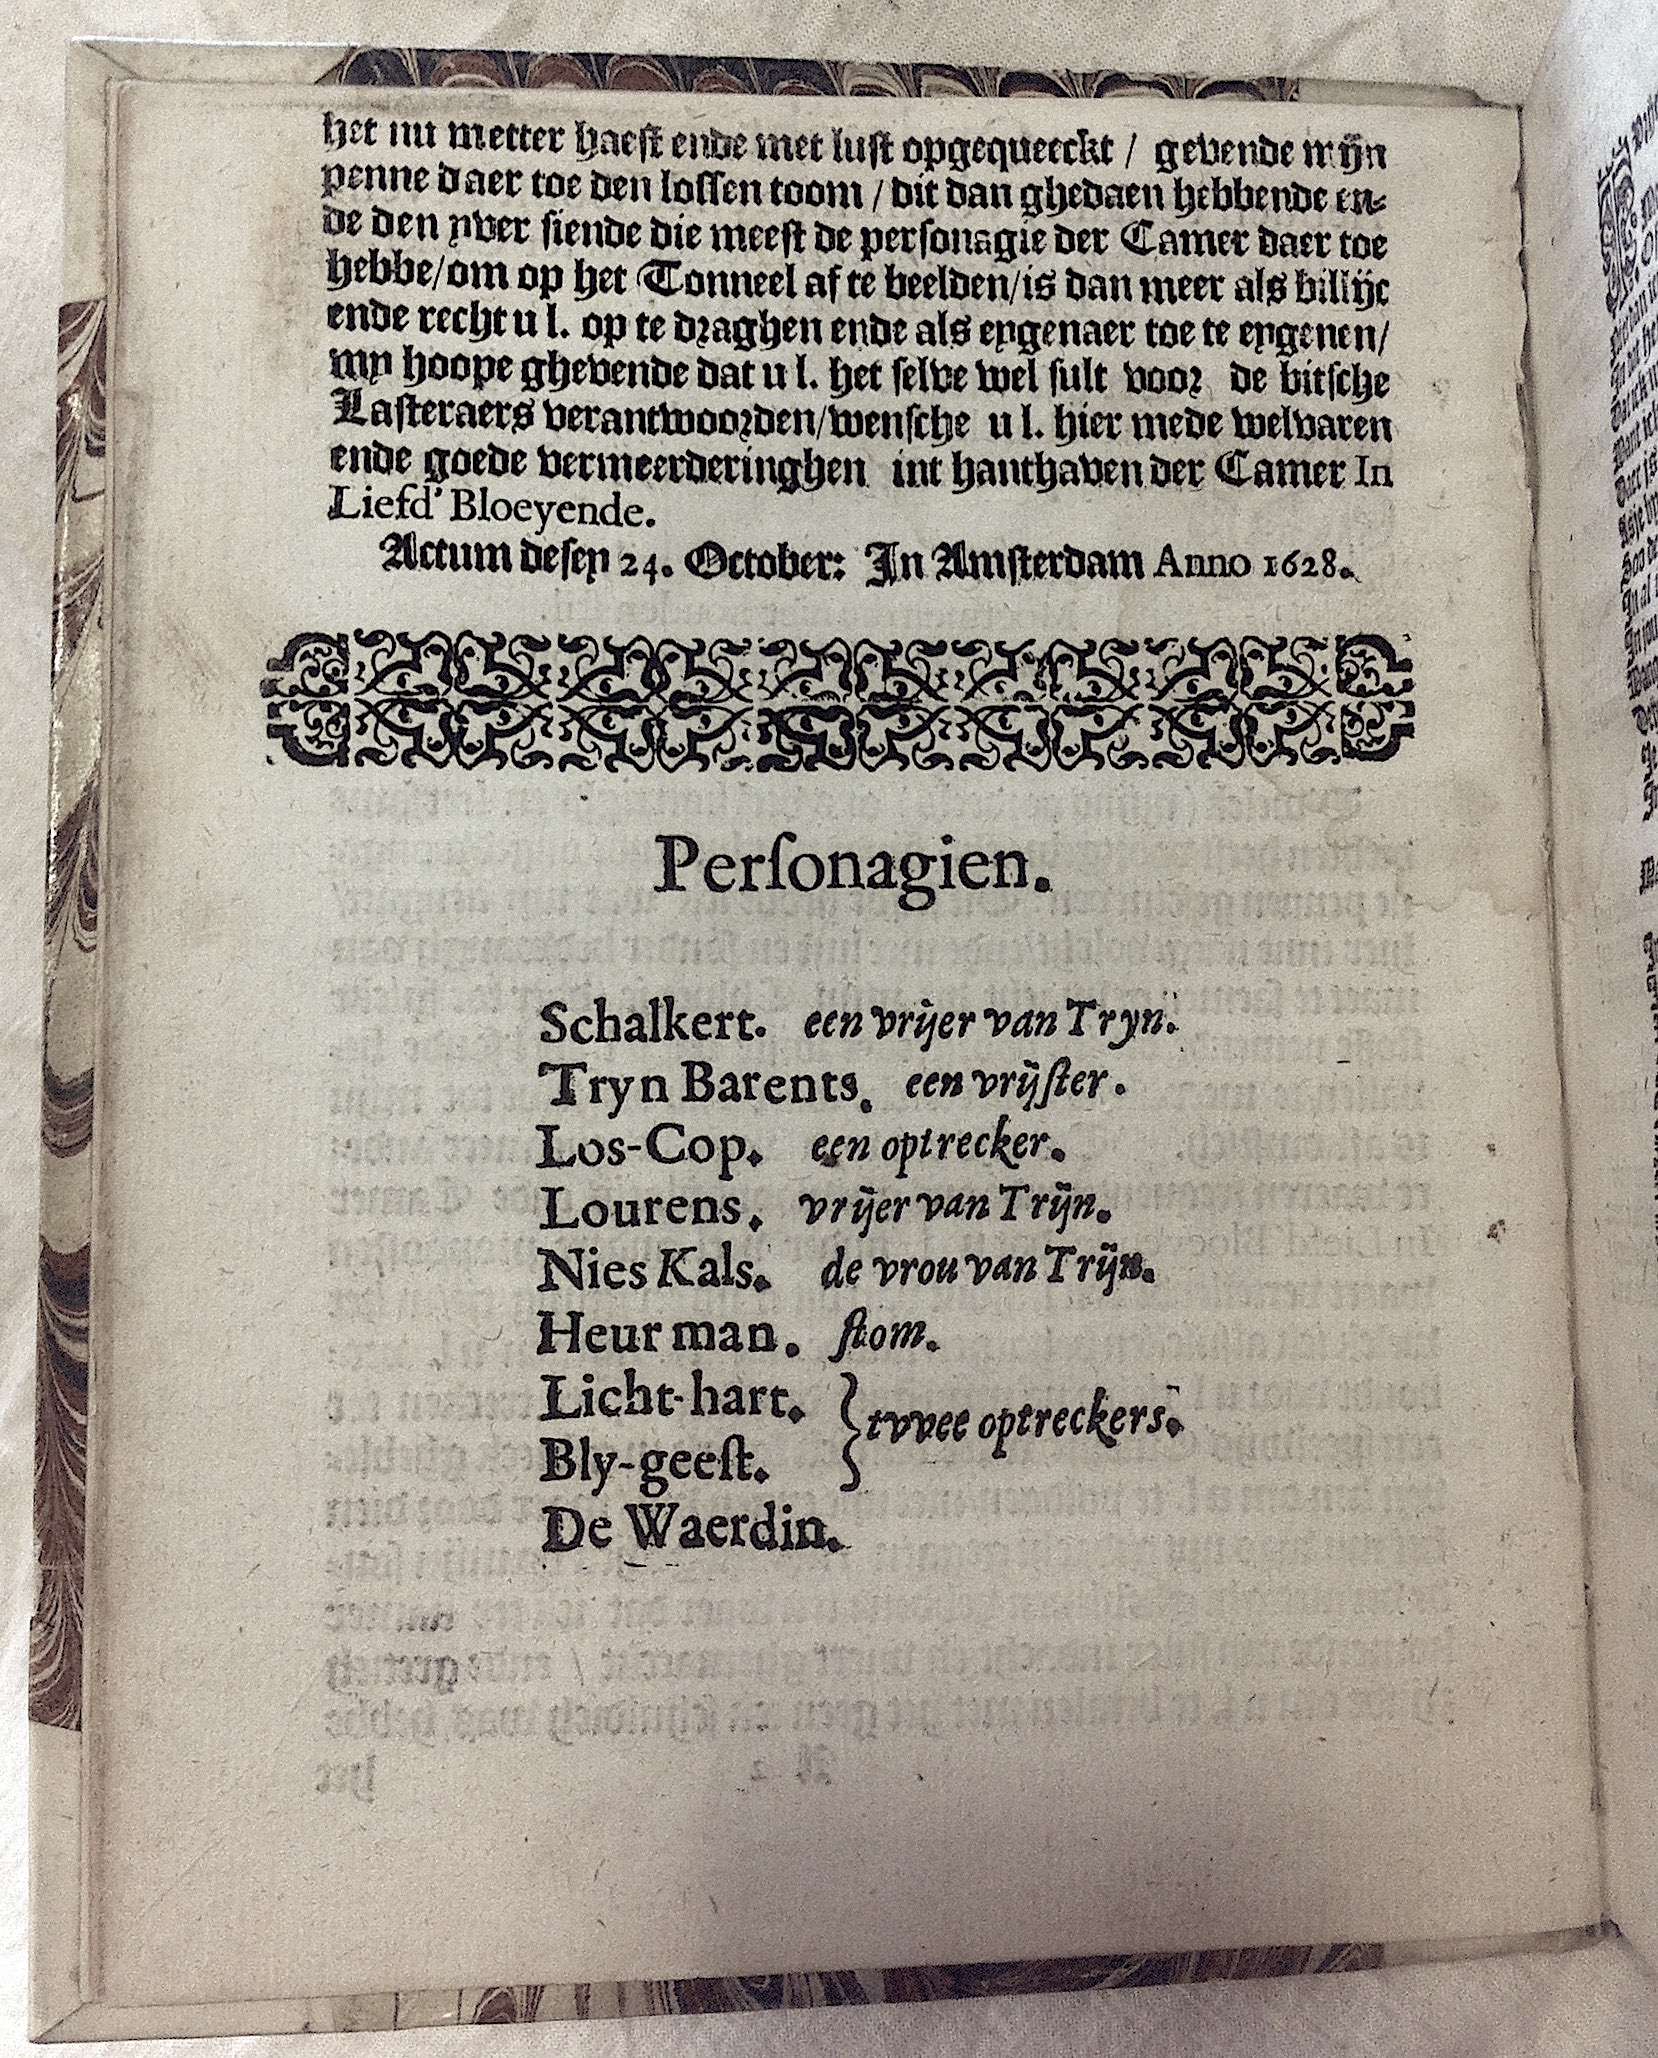 het nu metter haeſt ende met luſt opgequeeckt / gevende mijn
penne daer toe den loſſen toom / dit dan ghedaen hebbende en-
de den yver ſiende die meeſt de perſonagie der Camer daer toe
hebbe/om op het Tonneel af te beelden/is dan meer als billijc
ende recht u l. op te draghen ende als eygenaer toe te eygenen/
my hoope ghevende dat u l. het ſelve wel ſult voor de bitſche
Laſteraers verantwoorden/wenſche u l. hier mede welvaren
ende goede vermeerderinghen int hanthaven der Camer In
Liefd' Bloeyende.
Actum deſen 24. October: In Amſterdam Anno 1628.
Perſonagien.
Schalkert. een vrijer van Tryn.
Tryn Barents. een vrijſter.
Los-Cop. een optrecker.
Lourens. vrijer van Trijn.
Nies Kals. de vrou van Trijn.
Heur man. ſtom.
Licht-hart.
Bly-geeſt. } tvvee optreckers.
De Waerdin.